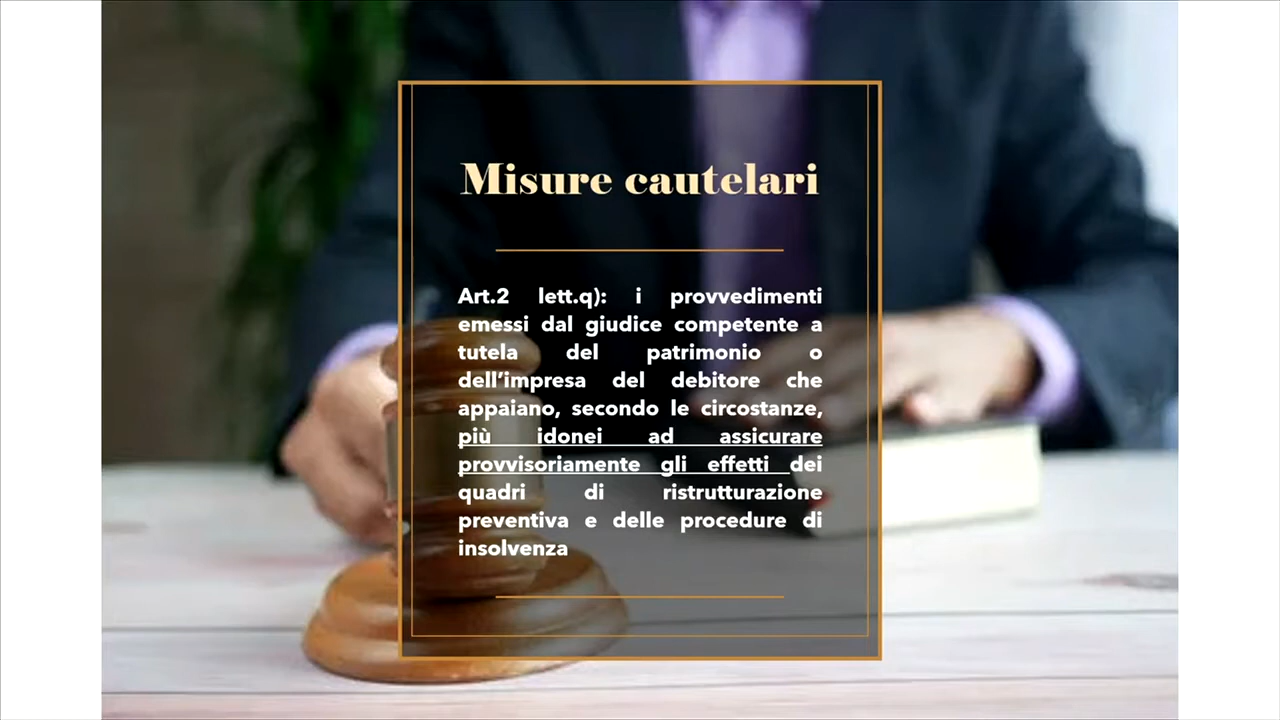 Misure cautelari
Art.2 lett.q): i provvedimenti
emessi dal giudice competente a
tutela del patrimonio o
dell’impresa del debitore che
appaiano, secondo le circostanze,
più idonei ad assicurare
provvisoriamente gli effetti dei
quadri di ristrutturazione
preventiva e delle procedure di
insolvenza